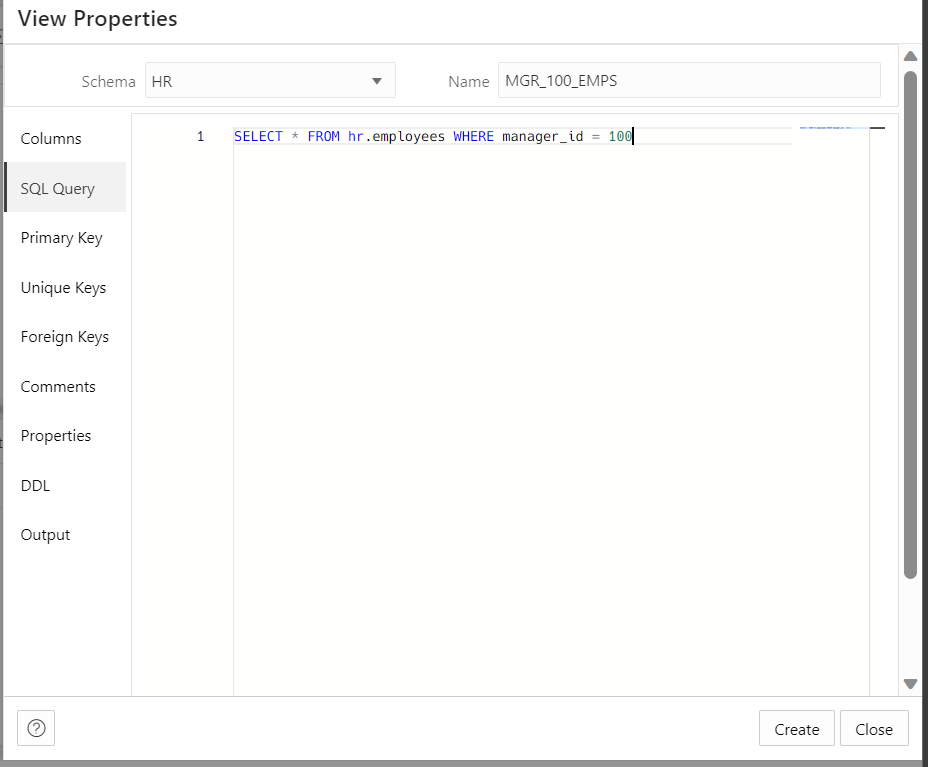 View Properties
Schema HR Name MGR_100_EMPS
Columns
1 SELECT * FROM hr.employees WHERE manager_id = 100
SQL Query
Primary Key
Unique Keys
Foreign Keys
Comments
Properties
DDL
Output
? Create Close